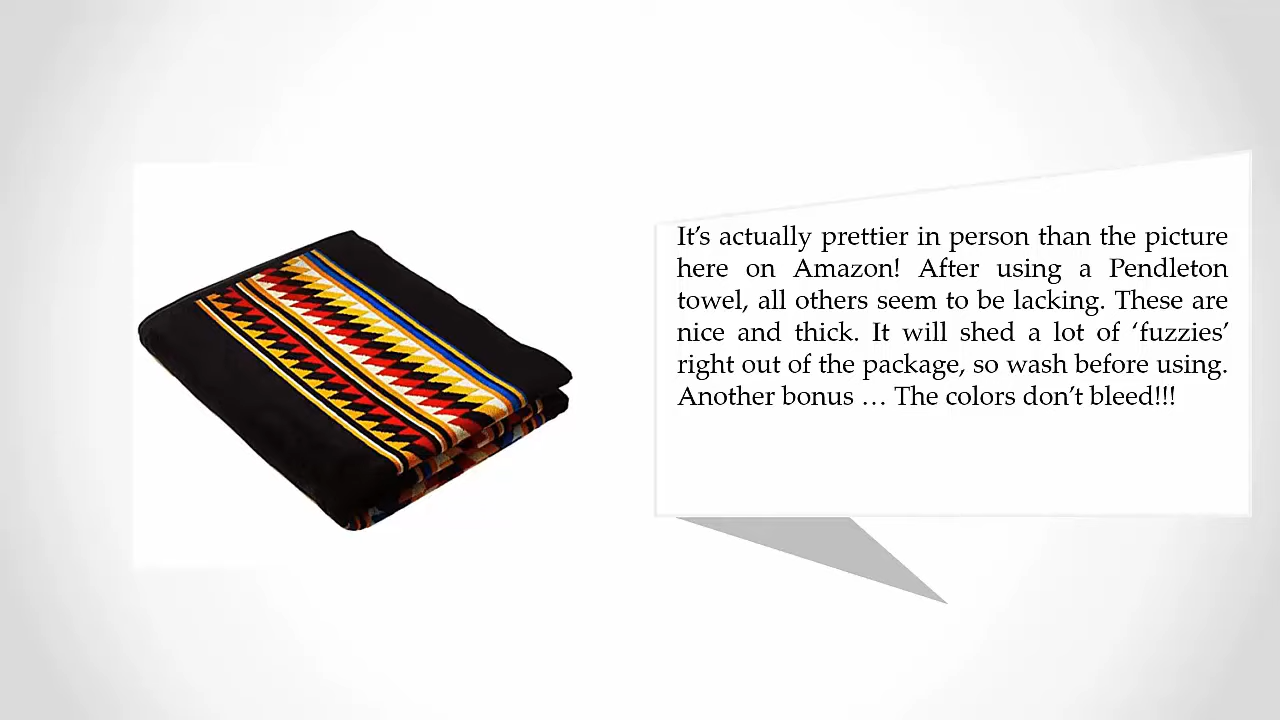 It’s actually prettier in person than the picture
here on Amazon! After using a Pendleton
towel, all others seem to be lacking. These are
nice and thick. It will shed a lot of ‘fuzzies’
right out of the package, so wash before using.
Another bonus … The colors don’t bleed!!!